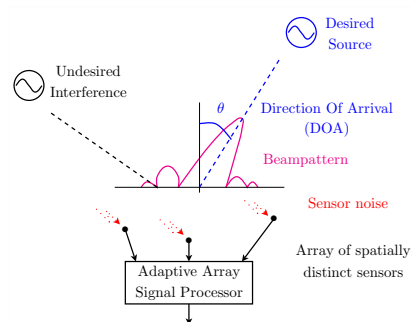 Desired
Source
Undesired
Interference
θ
Direction Of Arrival
(DOA)
Beampattern
Sensor noise
Array of spatially
distinct sensors
Adaptive Array
Signal Processor